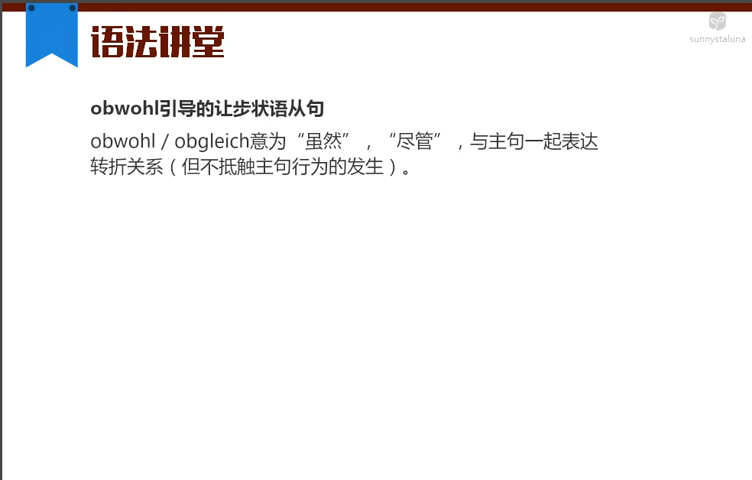 语法讲堂
sunnystaluna
obwohl引导的让步状语从句
obwohl / obgleich意为“虽然”，“尽管”，与主句一起表达
转折关系（但不抵触主句行为的发生）。